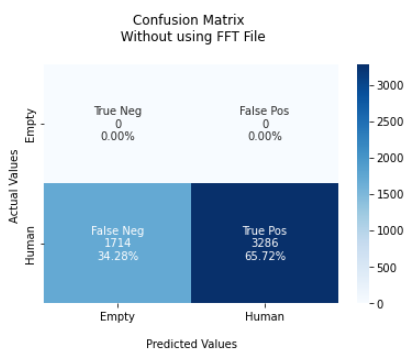 Confusion Matrix
Without using FFT File
True Neg
0
0.00%
False Pos
0
0.00%
False Neg
1714
34.28%
True Pos
3286
65.72%
Actual Values
Empty
Human
Empty
Human
Predicted Values
3000
2500
2000
1500
1000
500
0